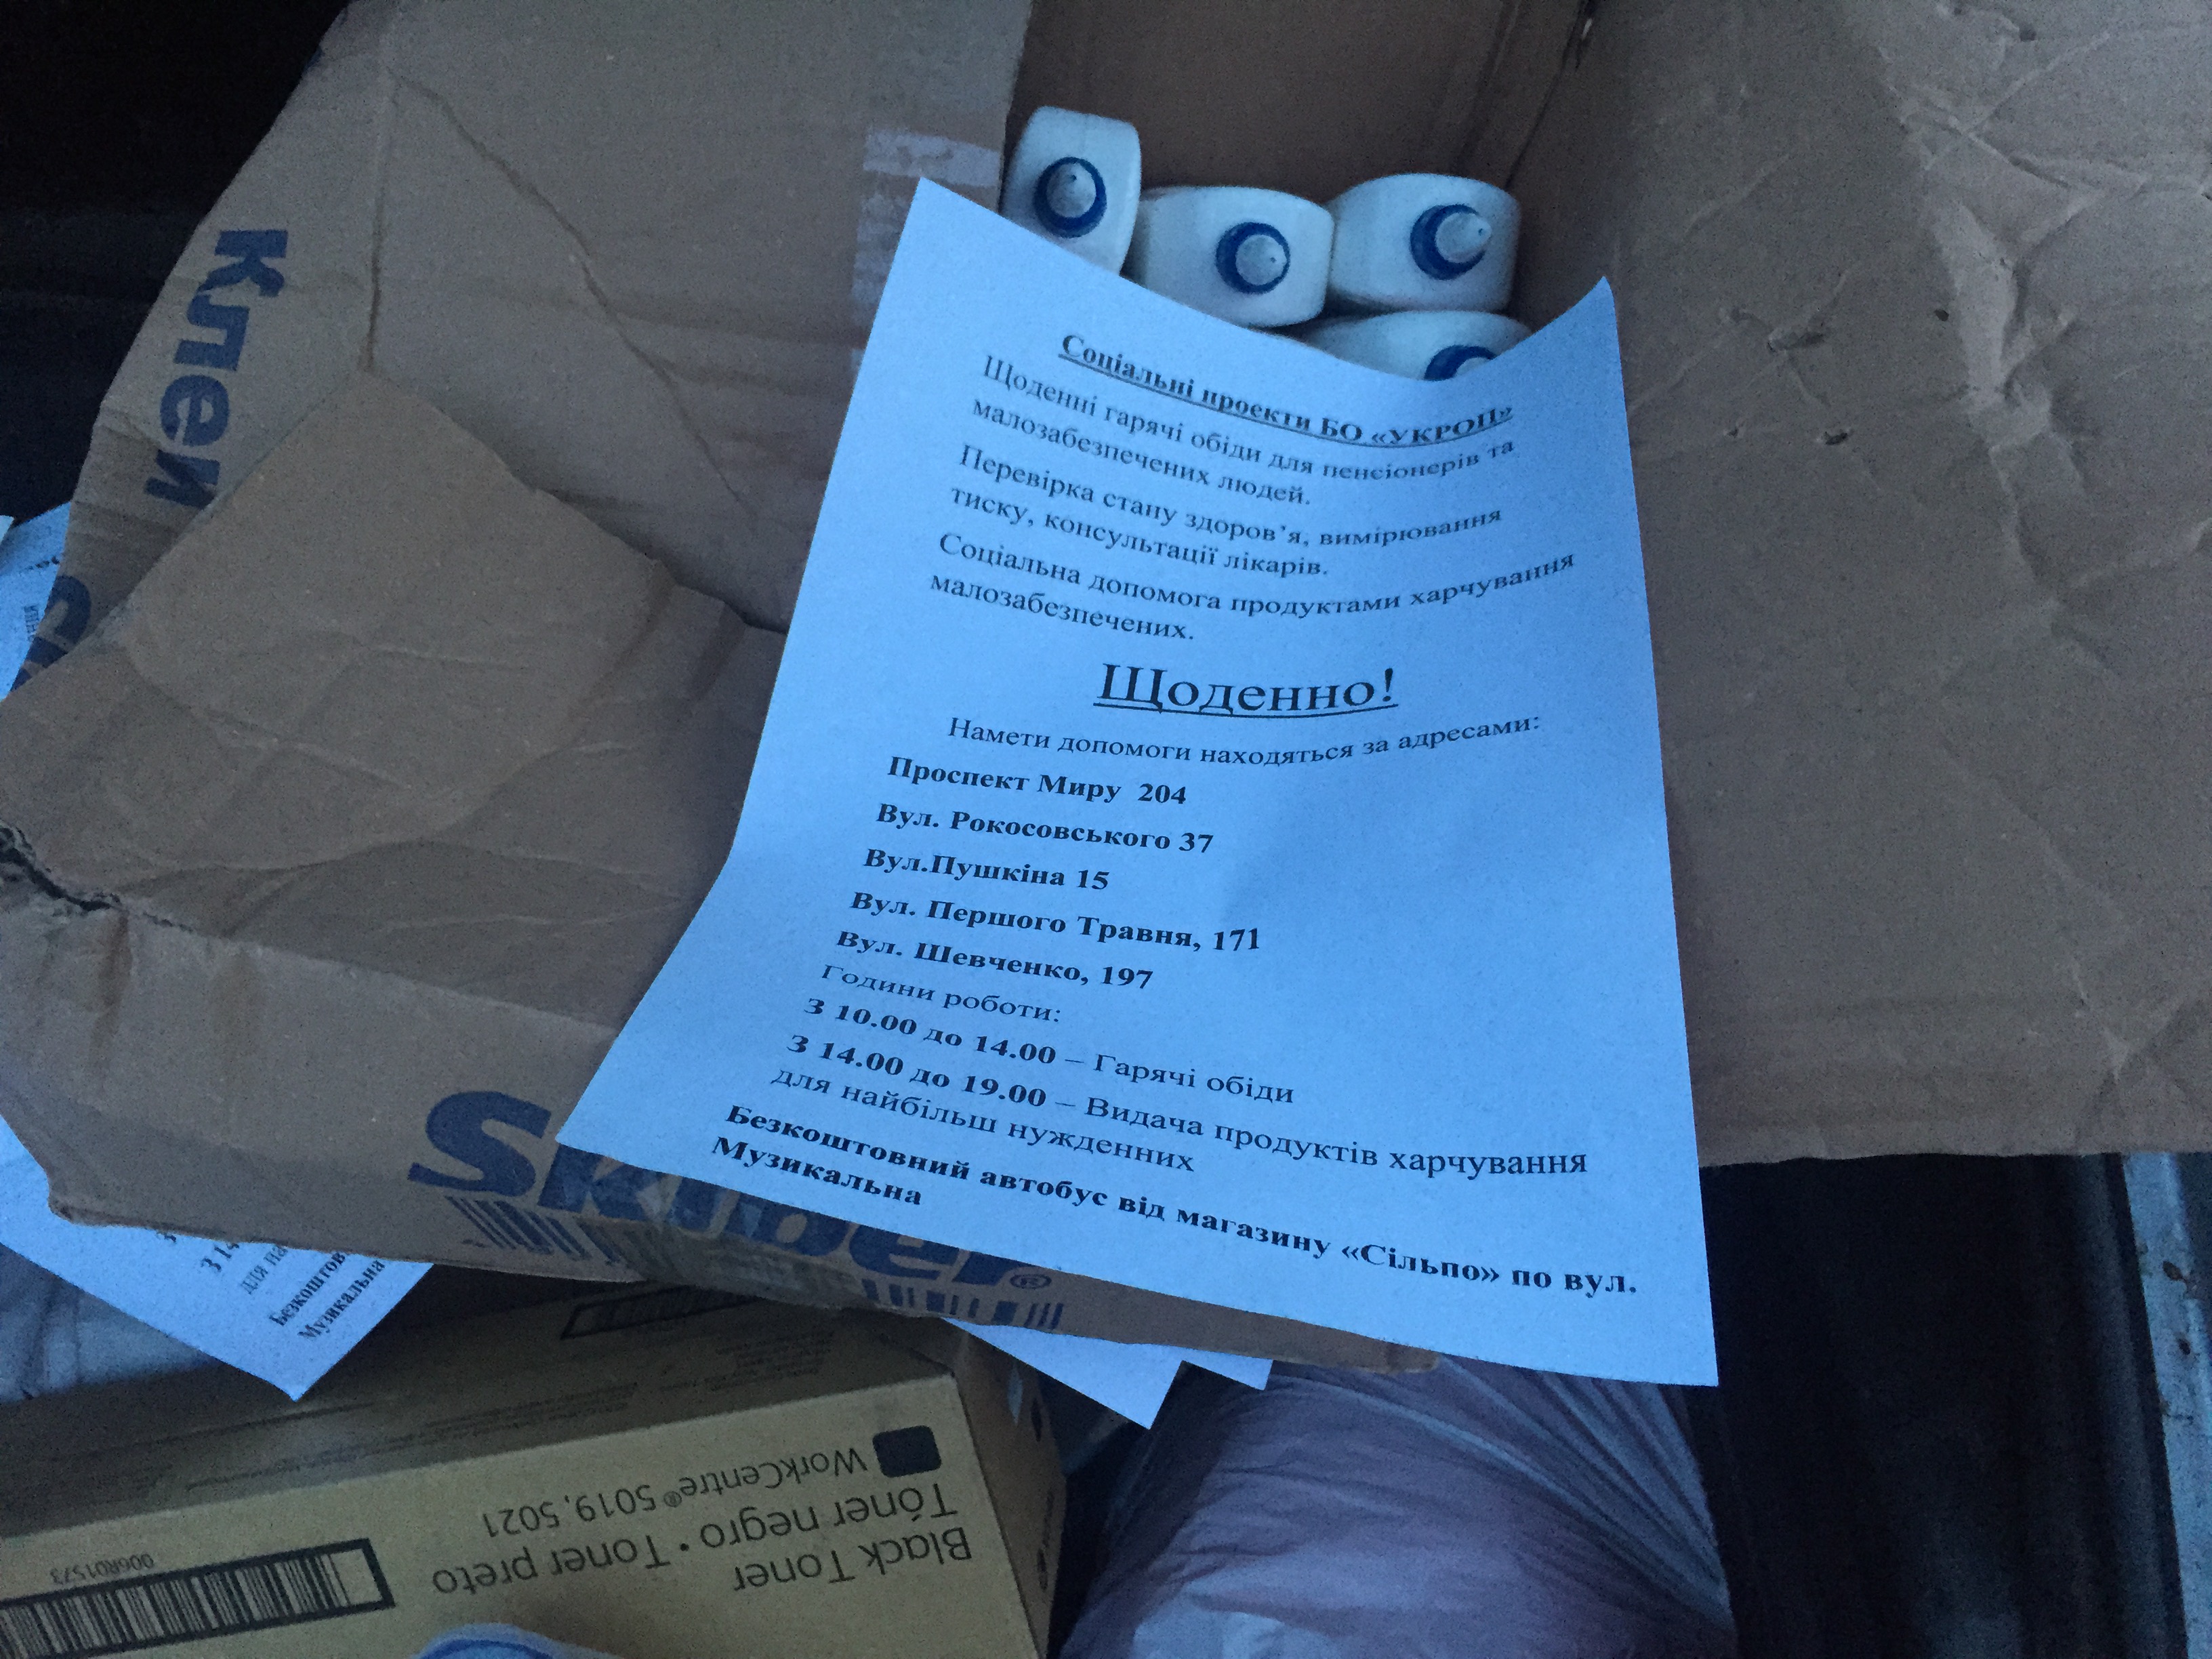 Соціальні проекти БО «УКРОП»
Щоденні гарячі обіди для пенсіонерів та
малозабезпечених людей.
Перевірка стану здоров’я, вимірювання
тиску, консультації лікарів.
Соціальна допомога продуктами харчування
малозабезпечених.
Щоденно!
Намети допомоги находяться за адресами:
Проспект Миру 204
Вул. Рокосовського 37
Вул.Пушкіна 15
Вул. Першого Травня, 171
Вул. Шевченко, 197
Години роботи:
З 10.00 до 14.00 – Гарячі обіди
З 14.00 до 19.00 – Видача продуктів харчування
для найбільш нужденних
Безкоштовний автобус від магазину «Сільпо» по вул.
Музикальна
Клей
Skiper®
З 14
для на
Безкоштов
Музикальна
Black Toner
Tóner negro • Toner preto
WorkCentre® 5019, 5021
006R01573